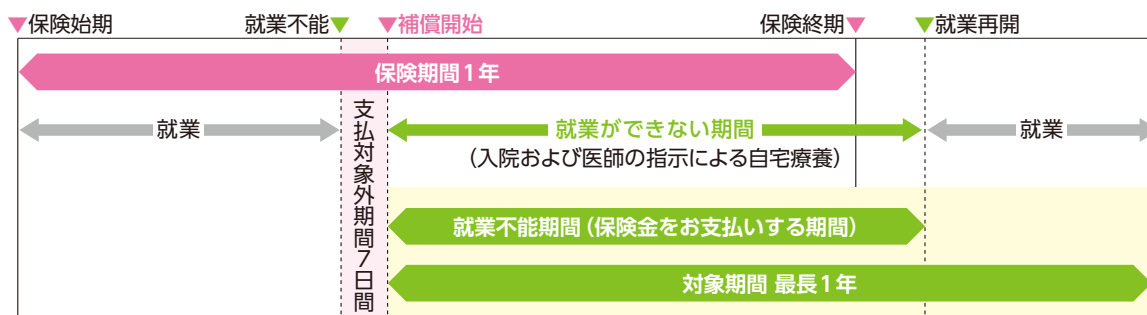 ▼保険始期
就業不能▼
▼補償開始
保険終期▼
▼就業再開
保険期間1年
就業
支払対象外期間7日間
就業ができない期間
(入院および医師の指示による自宅療養)
就業
就業不能期間(保険金をお支払いする期間)
対象期間 最長1年